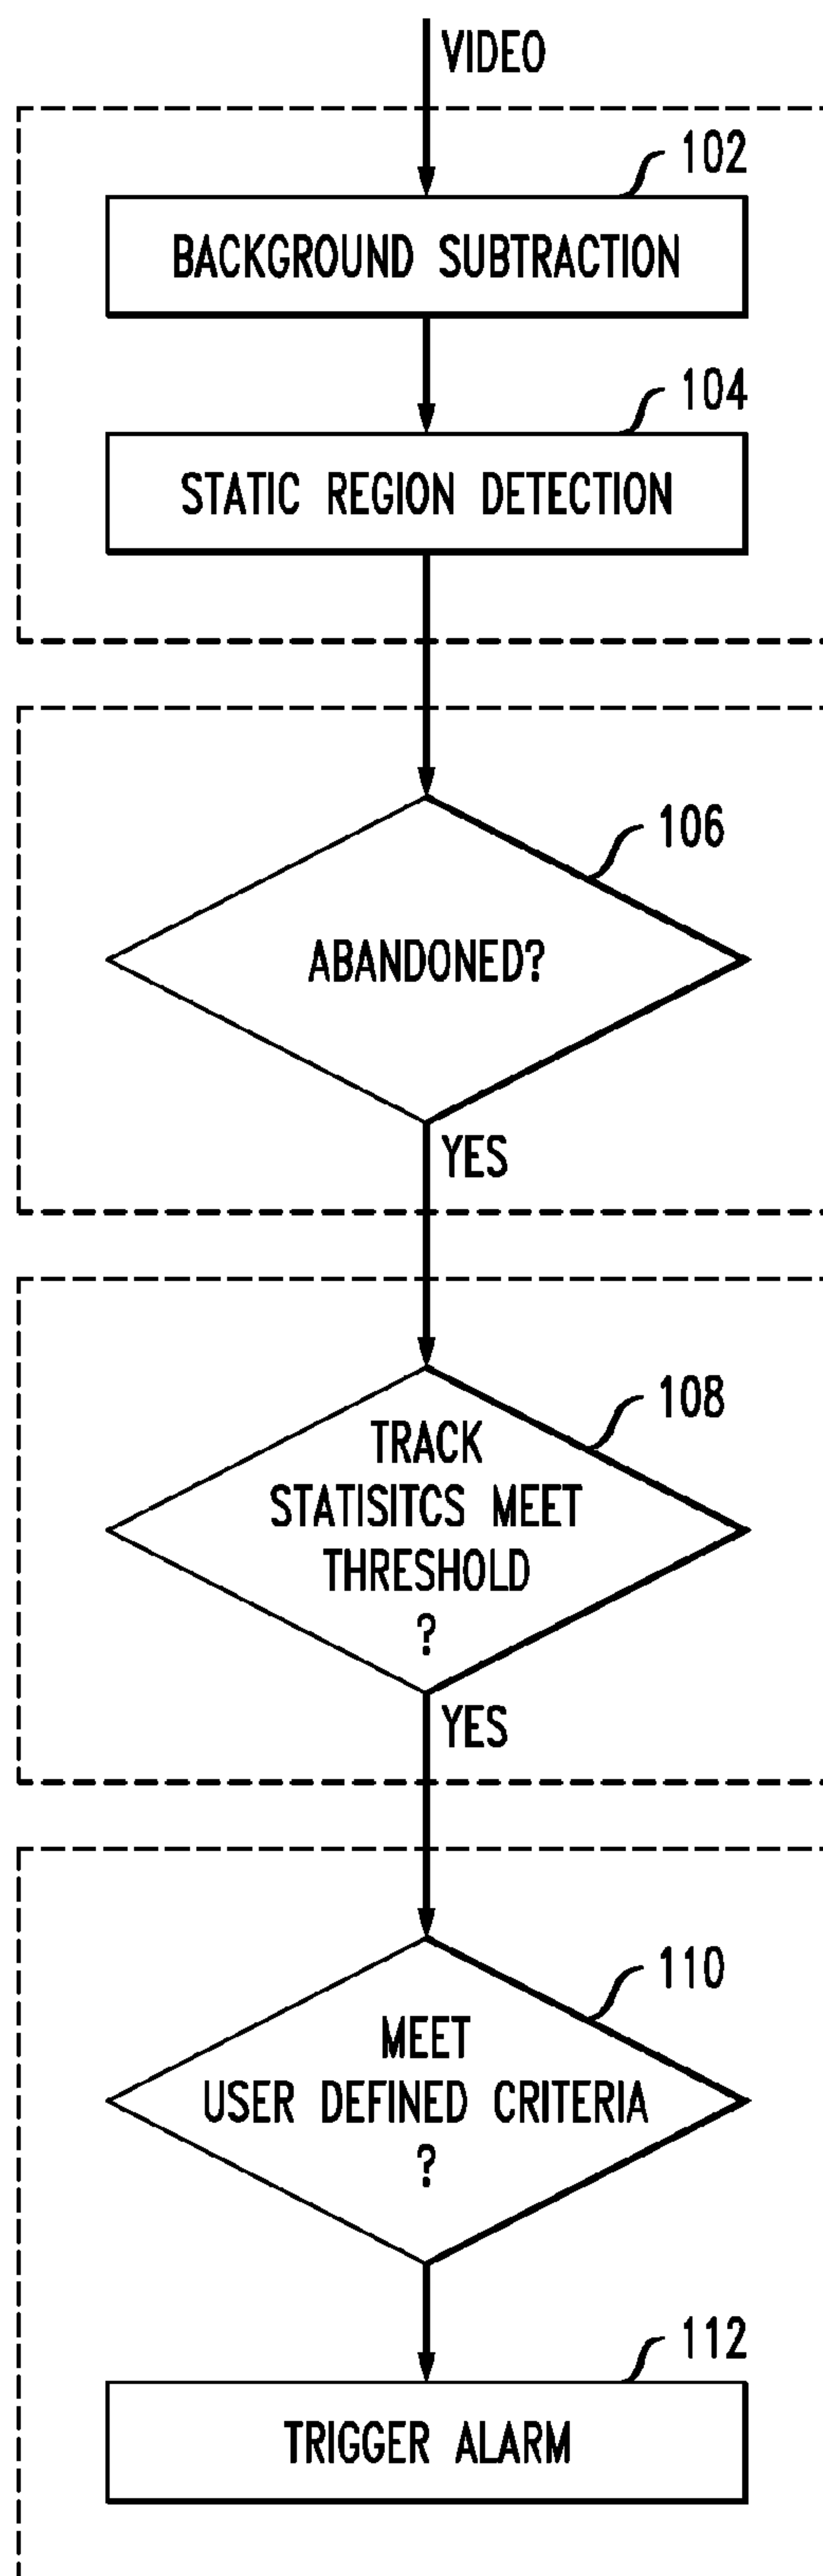 VIDEO
102
BACKGROUND SUBTRACTION
104
STATIC REGION DETECTION
106
ABANDONED?
YES
108
TRACK
STATISITCS MEET
THRESHOLD
?
YES
110
MEET
USER DEFINED CRITERIA
?
112
TRIGGER ALARM